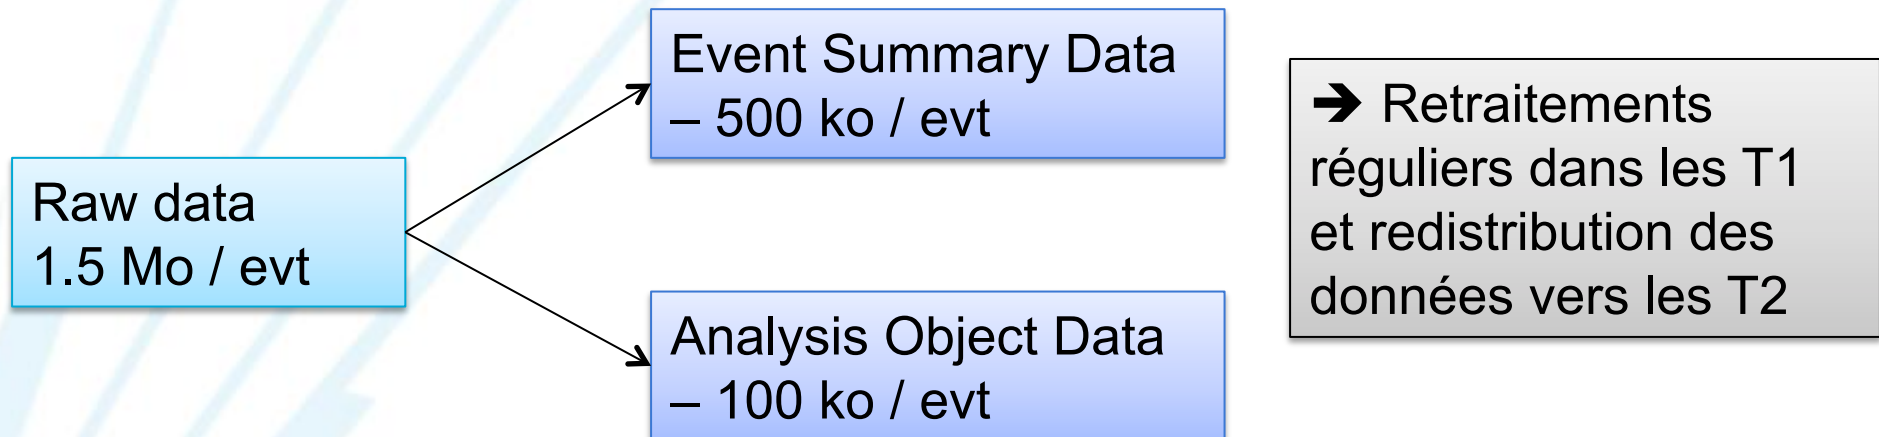 Raw data
1.5 Mo / evt
Event Summary Data
– 500 ko / evt
Analysis Object Data
– 100 ko / evt
➔ Retraitements
réguliers dans les T1
et redistribution des
données vers les T2